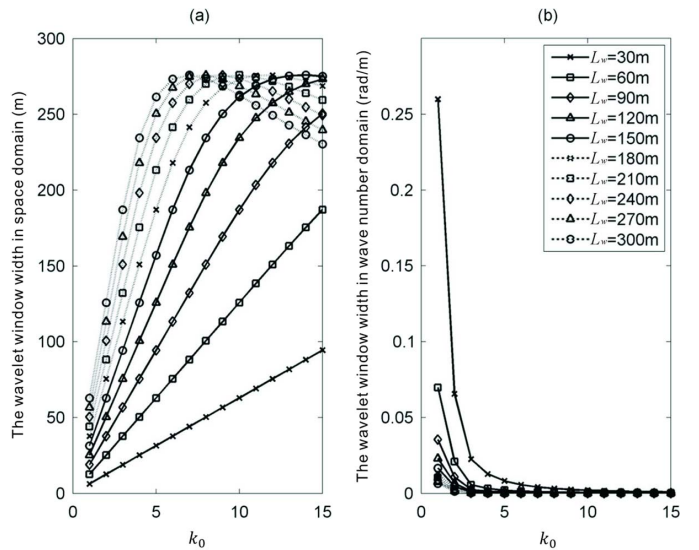 (a)
The wavelet window width in space domain (m)
300
250
200
150
100
50
0
0
5
10
15
k₀
(b)
The wavelet window width in wave number domain (rad/m)
0.25
0.2
0.15
0.1
0.05
0
0
5
10
15
k₀
Lw=30m
Lw=60m
Lw=90m
Lw=120m
Lw=150m
Lw=180m
Lw=210m
Lw=240m
Lw=270m
Lw=300m